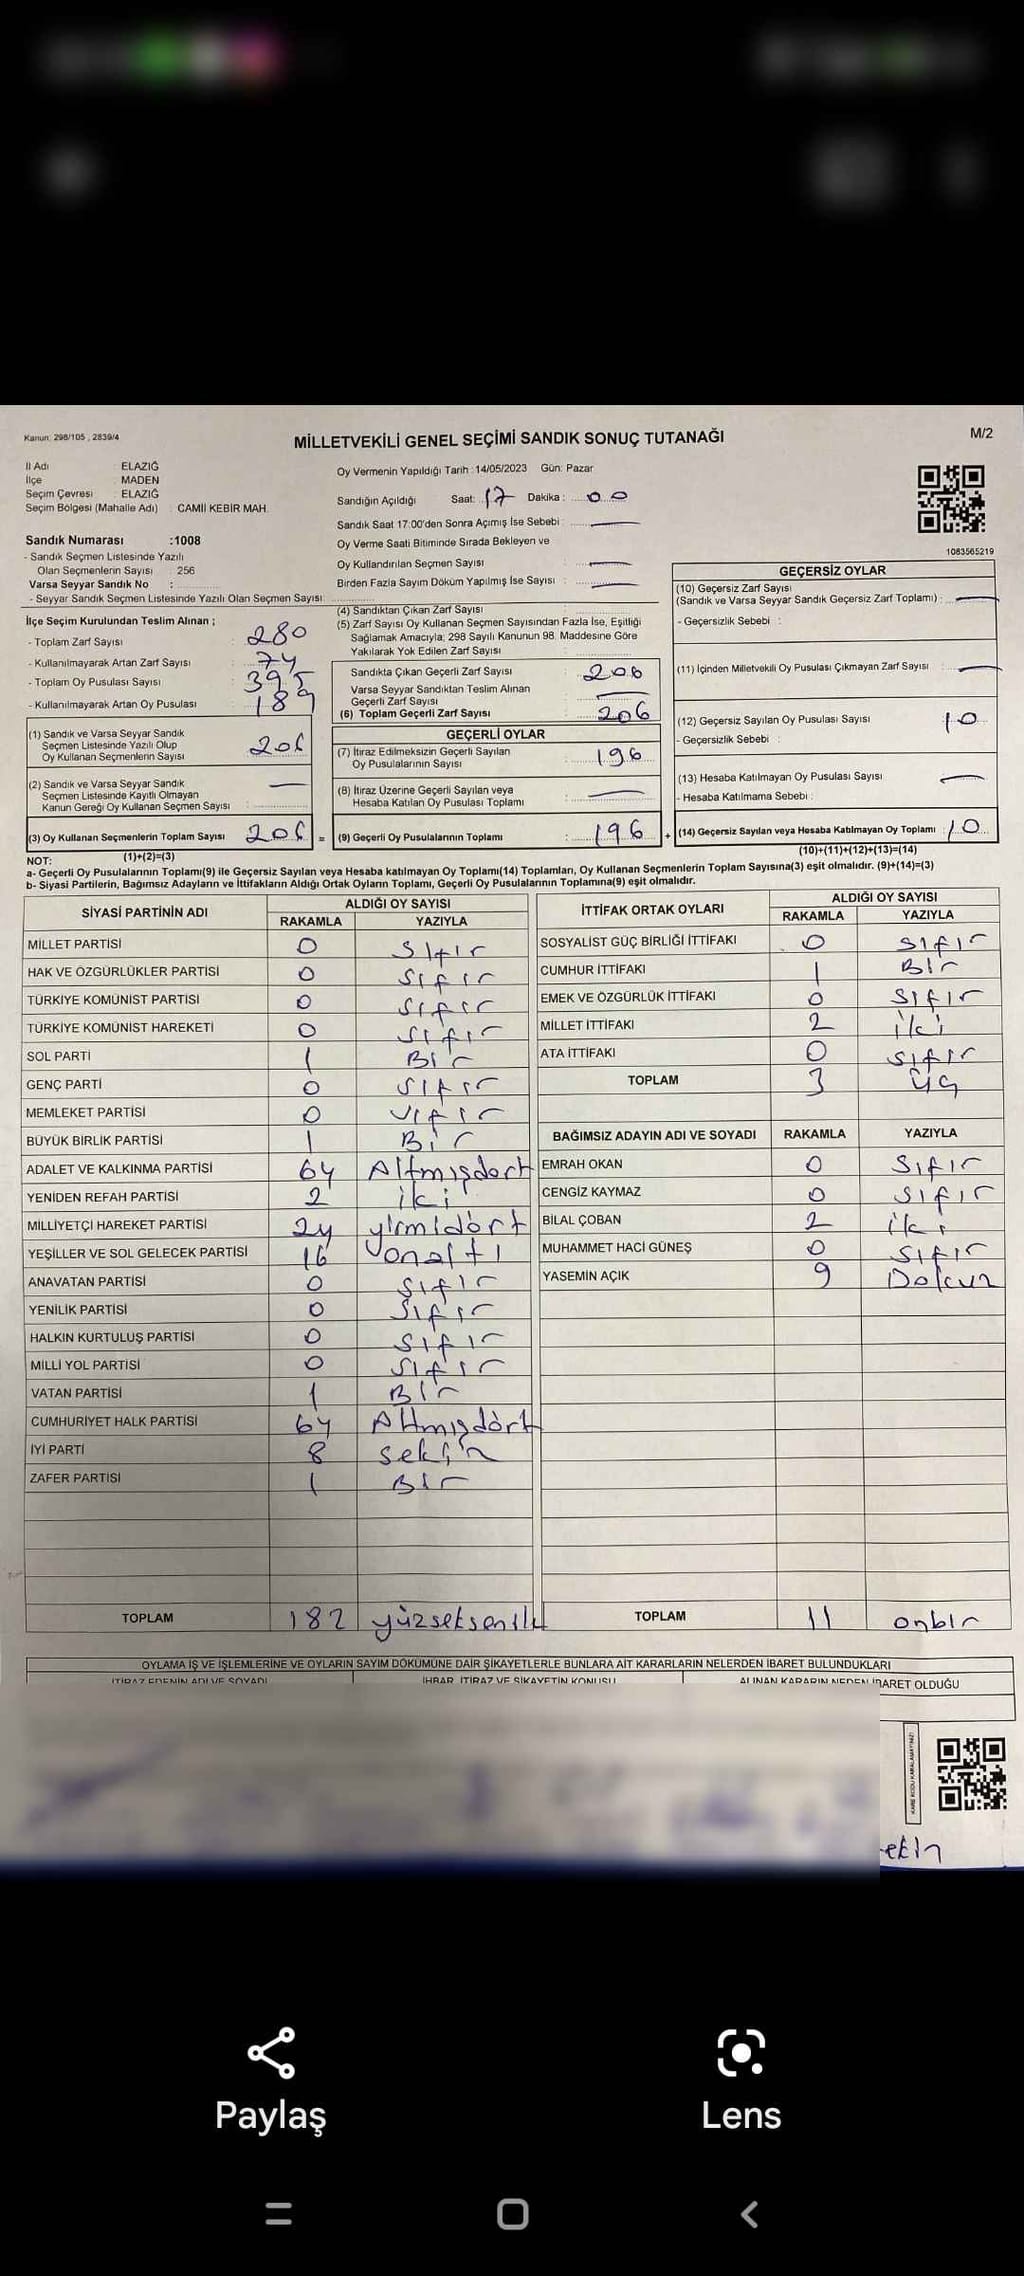 Kanun: 298/105 , 2839/4
MİLLETVEKİLİ GENEL SEÇİMİ SANDIK SONUÇ TUTANAĞI
M/2
İl Adı : ELAZIĞ
İlçe : MADEN
Seçim Çevresi : ELAZIĞ
Seçim Bölgesi (Mahalle Adı) : CAMİİ KEBİR MAH.
Oy Vermenin Yapıldığı Tarih : 14/05/2023 Gün: Pazar
Sandığın Açıldığı Saat: 17 Dakika : 00
Sandık Saat 17:00'den Sonra Açımış İse Sebebi :
Sandık Numarası :1008
- Sandık Seçmen Listesinde Yazılı
Olan Seçmenlerin Sayısı : 256
Varsa Seyyar Sandık No :
- Seyyar Sandık Seçmen Listesinde Yazılı Olan Seçmen Sayısı:
Oy Verme Saati Bitiminde Sırada Bekleyen ve
Oy Kullandırılan Seçmen Sayısı :
Birden Fazla Sayım Döküm Yapılmış İse Sayısı :
1083565219
İlçe Seçim Kurulundan Teslim Alınan ;
- Toplam Zarf Sayısı : 280
- Kullanılmayarak Artan Zarf Sayısı : 74
- Toplam Oy Pusulası Sayısı : 395
- Kullanılmayarak Artan Oy Pusulası : 189
(1) Sandık ve Varsa Seyyar Sandık
Seçmen Listesinde Yazılı Olup
Oy Kullanan Seçmenlerin Sayısı : 206
(2) Sandık ve Varsa Seyyar Sandık
Seçmen Listesinde Kayıtlı Olmayan
Kanun Gereği Oy Kullanan Seçmen Sayısı :
(3) Oy Kullanan Seçmenlerin Toplam Sayısı 206 =
(1)+(2)=(3)
(4) Sandıktan Çıkan Zarf Sayısı :
(5) Zarf Sayısı Oy Kullanan Seçmen Sayısından Fazla İse, Eşitliği
Sağlamak Amacıyla; 298 Sayılı Kanunun 98. Maddesine Göre
Yakılarak Yok Edilen Zarf Sayısı :
Sandıkta Çıkan Geçerli Zarf Sayısı : 206
Varsa Seyyar Sandıktan Teslim Alınan
Geçerli Zarf Sayısı :
(6) Toplam Geçerli Zarf Sayısı : 206
GEÇERLİ OYLAR
(7) İtiraz Edilmeksizin Geçerli Sayılan
Oy Pusulalarının Sayısı : 196
(8) İtiraz Üzerine Geçerli Sayılan veya
Hesaba Katılan Oy Pusulası Toplamı :
(9) Geçerli Oy Pusulalarının Toplamı : 196 +
GEÇERSİZ OYLAR
(10) Geçersiz Zarf Sayısı
(Sandık ve Varsa Seyyar Sandık Geçersiz Zarf Toplamı) :
- Geçersizlik Sebebi :
(11) İçinden Milletvekili Oy Pusulası Çıkmayan Zarf Sayısı :
(12) Geçersiz Sayılan Oy Pusulası Sayısı : 10
- Geçersizlik Sebebi :
(13) Hesaba Katılmayan Oy Pusulası Sayısı :
- Hesaba Katılmama Sebebi :
(14) Geçersiz Sayılan veya Hesaba Katılmayan Oy Toplamı : 10
(10)+(11)+(12)+(13)=(14)
NOT:
a- Geçerli Oy Pusulalarının Toplamı(9) ile Geçersiz Sayılan veya Hesaba katılmayan Oy Toplamı(14) Toplamları, Oy Kullanan Seçmenlerin Toplam Sayısına(3) eşit olmalıdır. (9)+(14)=(3)
b- Siyasi Partilerin, Bağımsız Adayların ve İttifakların Aldığı Ortak Oyların Toplamı, Geçerli Oy Pusulalarının Toplamına(9) eşit olmalıdır.
SİYASİ PARTİNİN ADI ALDIĞI OY SAYISI
RAKAMLA YAZIYLA
MİLLET PARTİSİ 0 Sıfır
HAK VE ÖZGÜRLÜKLER PARTİSİ 0 Sıfır
TÜRKİYE KOMÜNİST PARTİSİ 0 Sıfır
TÜRKİYE KOMÜNİST HAREKETİ 0 Sıfır
SOL PARTİ 1 Bir
GENÇ PARTİ 0 Sıfır
MEMLEKET PARTİSİ 0 Sıfır
BÜYÜK BİRLİK PARTİSİ 1 Bir
ADALET VE KALKINMA PARTİSİ 64 Altmışdört
YENİDEN REFAH PARTİSİ 2 iki
MİLLİYETÇİ HAREKET PARTİSİ 24 yirmidört
YEŞİLLER VE SOL GELECEK PARTİSİ 16 onaltı
ANAVATAN PARTİSİ 0 Sıfır
YENİLİK PARTİSİ 0 Sıfır
HALKIN KURTULUŞ PARTİSİ 0 Sıfır
MİLLİ YOL PARTİSİ 0 Sıfır
VATAN PARTİSİ 1 Bir
CUMHURİYET HALK PARTİSİ 64 Altmışdört
İYİ PARTİ 8 sekiz
ZAFER PARTİSİ 1 Bir
TOPLAM 182 yüzsekseniki
İTTİFAK ORTAK OYLARI ALDIĞI OY SAYISI
RAKAMLA YAZIYLA
SOSYALİST GÜÇ BİRLİĞİ İTTİFAKI 0 Sıfır
CUMHUR İTTİFAKI 1 Bir
EMEK VE ÖZGÜRLÜK İTTİFAKI 0 Sıfır
MİLLET İTTİFAKI 2 iki
ATA İTTİFAKI 0 Sıfır
TOPLAM 3 üç
BAĞIMSIZ ADAYIN ADI VE SOYADI RAKAMLA YAZIYLA
EMRAH OKAN 0 Sıfır
CENGİZ KAYMAZ 0 Sıfır
BİLAL ÇOBAN 2 iki
MUHAMMET HACİ GÜNEŞ 0 Sıfır
YASEMİN AÇIK 9 Dokuz
TOPLAM 11 onbir
OYLAMA İŞ VE İŞLEMLERİNE VE OYLARIN SAYIM DÖKÜMÜNE DAİR ŞİKAYETLERLE BUNLARA AİT KARARLARIN NELERDEN İBARET BULUNDUKLARI
İTİRAZ EDENİN ADI VE SOYADI İHBAR, İTİRAZ VE ŞİKAYETİN KONUSU ALINAN KARARIN NEDEN İBARET OLDUĞU
KARE KODU KARALAMAYINIZ!
Paylaş
Lens